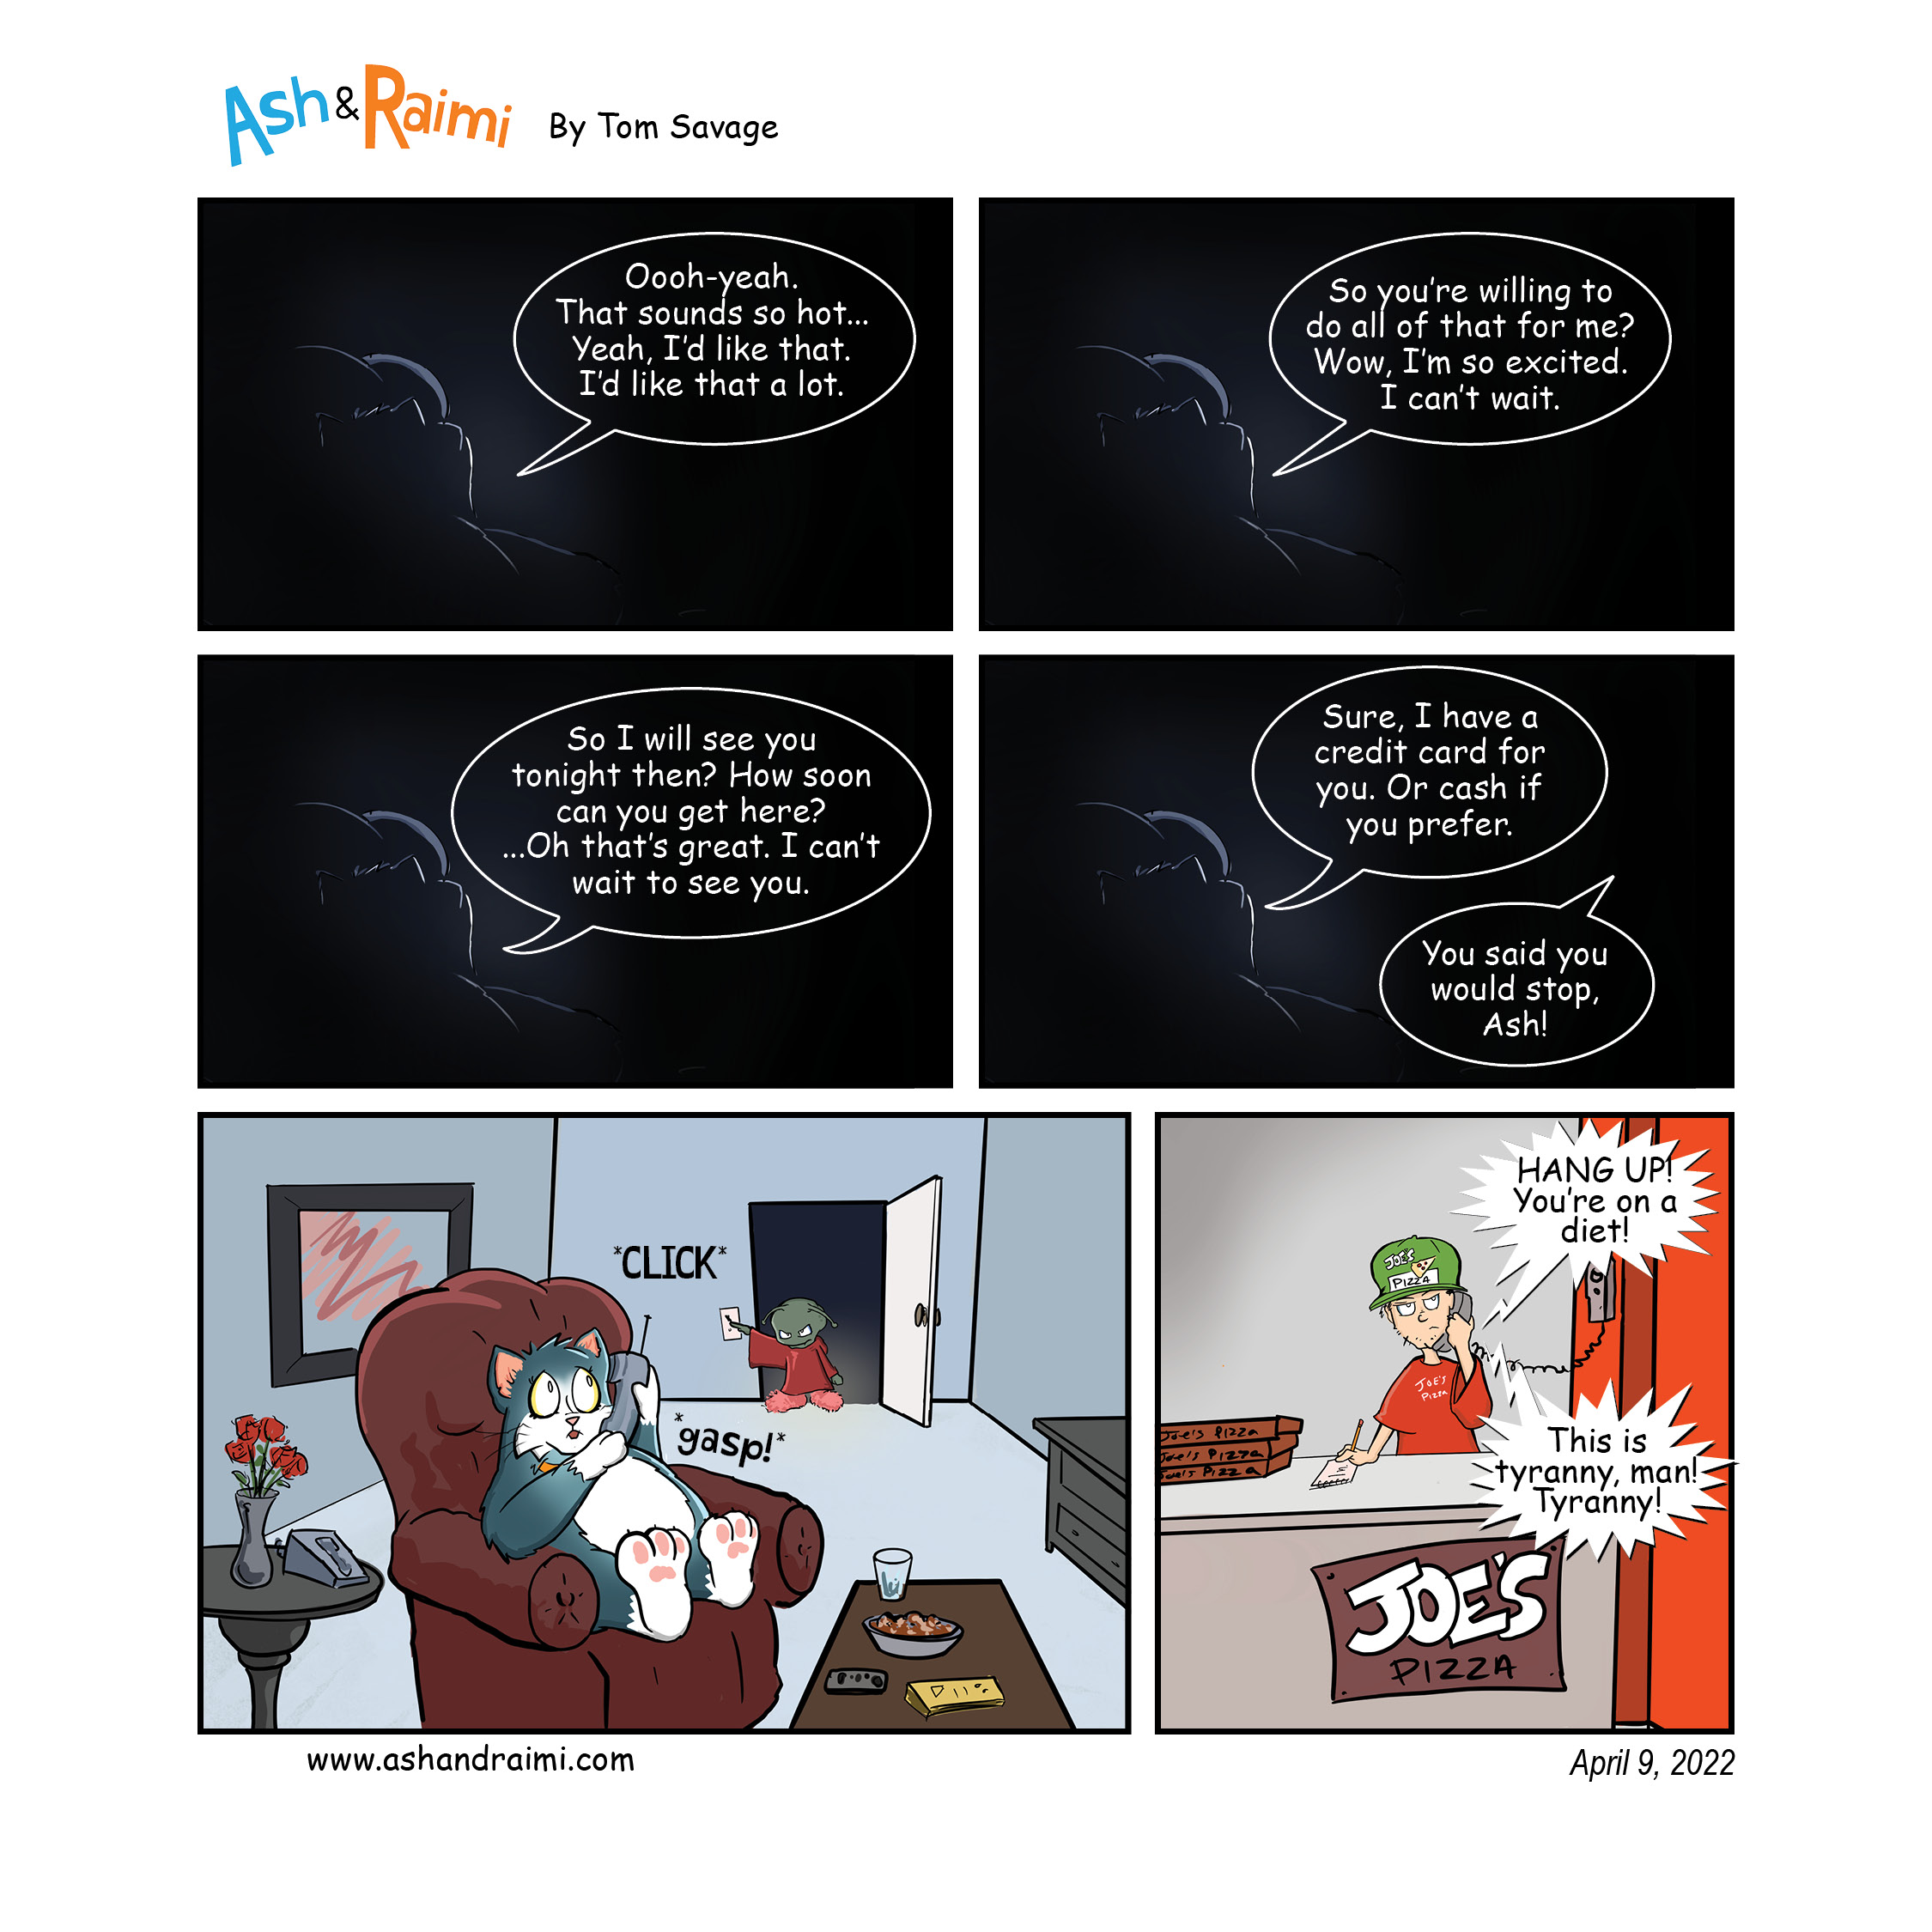 Ash & Raimi By Tom Savage
Oooh-yeah.
That sounds so hot...
Yeah, I'd like that.
I'd like that a lot.
So you're willing to
do all of that for me?
Wow, I'm so excited.
I can't wait.
So I will see you
tonight then? How soon
can you get here?
...Oh that's great. I can't
wait to see you.
Sure, I have a
credit card for
you. Or cash if
you prefer.
You said you
would stop,
Ash!
*CLICK*
*gasp!*
HANG UP!
You're on a
diet!
JOE'S
PIZZA
JOE'S
PIZZA
Joe's Pizza
Joe's Pizza
Joe's Pizza
This is
tyranny, man!
Tyranny!
JOE'S
PIZZA
www.ashandraimi.com
April 9, 2022